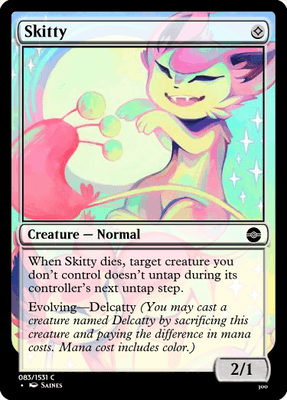 Skitty
Creature — Normal
When Skitty dies, target creature you
don't control doesn't untap during its
controller's next untap step.
Evolving—Delcatty (You may cast
a creature named Delcatty by sacrificing this
creature and paying the difference in mana
costs. Mana cost includes color.)
2/1
083/1531 C
• Saines
300